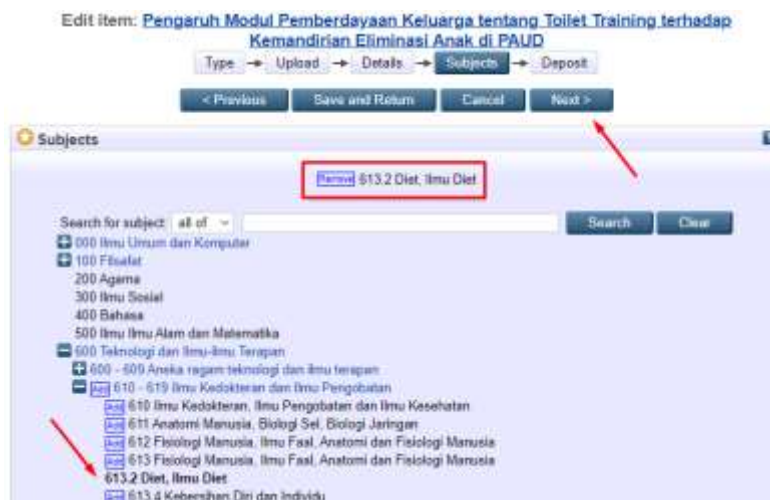 Edit item: Pengaruh Modul Pemberdayaan Keluarga tentang Toilet Training terhadap
Kemandirian Eliminasi Anak di PAUD
Type → Upload → Details → Subjects → Deposit
< Previous Save and Return Cancel Next >
Subjects
Remove 613.2 Diet, Ilmu Diet
Search for subject: all of Search Clear
000 Ilmu Umum dan Komputer
100 Filsafat
200 Agama
300 Ilmu Sosial
400 Bahasa
500 Ilmu Ilmu Alam dan Matematika
600 Teknologi dan Ilmu-ilmu Terapan
600 - 609 Aneka ragam teknologi dan ilmu terapan
Add 610 - 619 Ilmu Kedokteran dan Ilmu Pengobatan
Add 610 Ilmu Kedokteran, Ilmu Pengobatan dan Ilmu Kesehatan
Add 611 Anatomi Manusia, Biologi Sel, Biologi Jaringan
Add 612 Fisiologi Manusia, Ilmu Faal, Anatomi dan Fisiologi Manusia
Add 613 Fisiologi Manusia, Ilmu Faal, Anatomi dan Fisiologi Manusia
613.2 Diet, Ilmu Diet
Add 613.4 Kebersihan Diri dan Individu